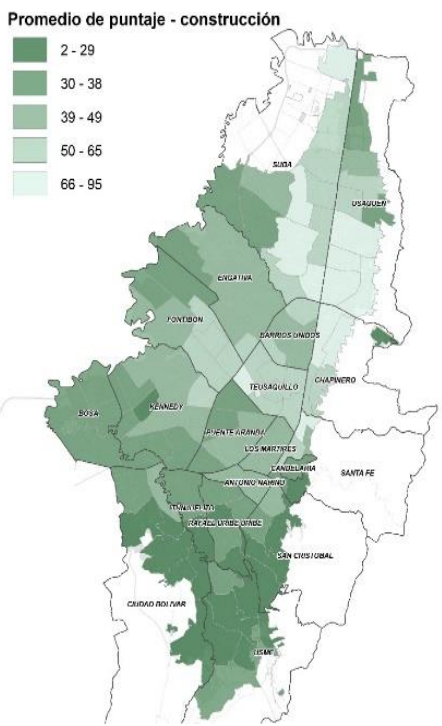 Promedio de puntaje - construcción
2 - 29
30 - 38
39 - 49
50 - 65
66 - 95
SUBA
USAQUEN
ENGATIVA
FONTIBON
BARRIOS UNIDOS
TEUSAQUILLO
CHAPINERO
BOSA
KENNEDY
PUENTE ARANDA
LOS MARTIRES
CANDELARIA
SANTA FE
ANTONIO NARIÑO
TUNJUELITO
RAFAEL URIBE URIBE
SAN CRISTOBAL
CIUDAD BOLIVAR
USME